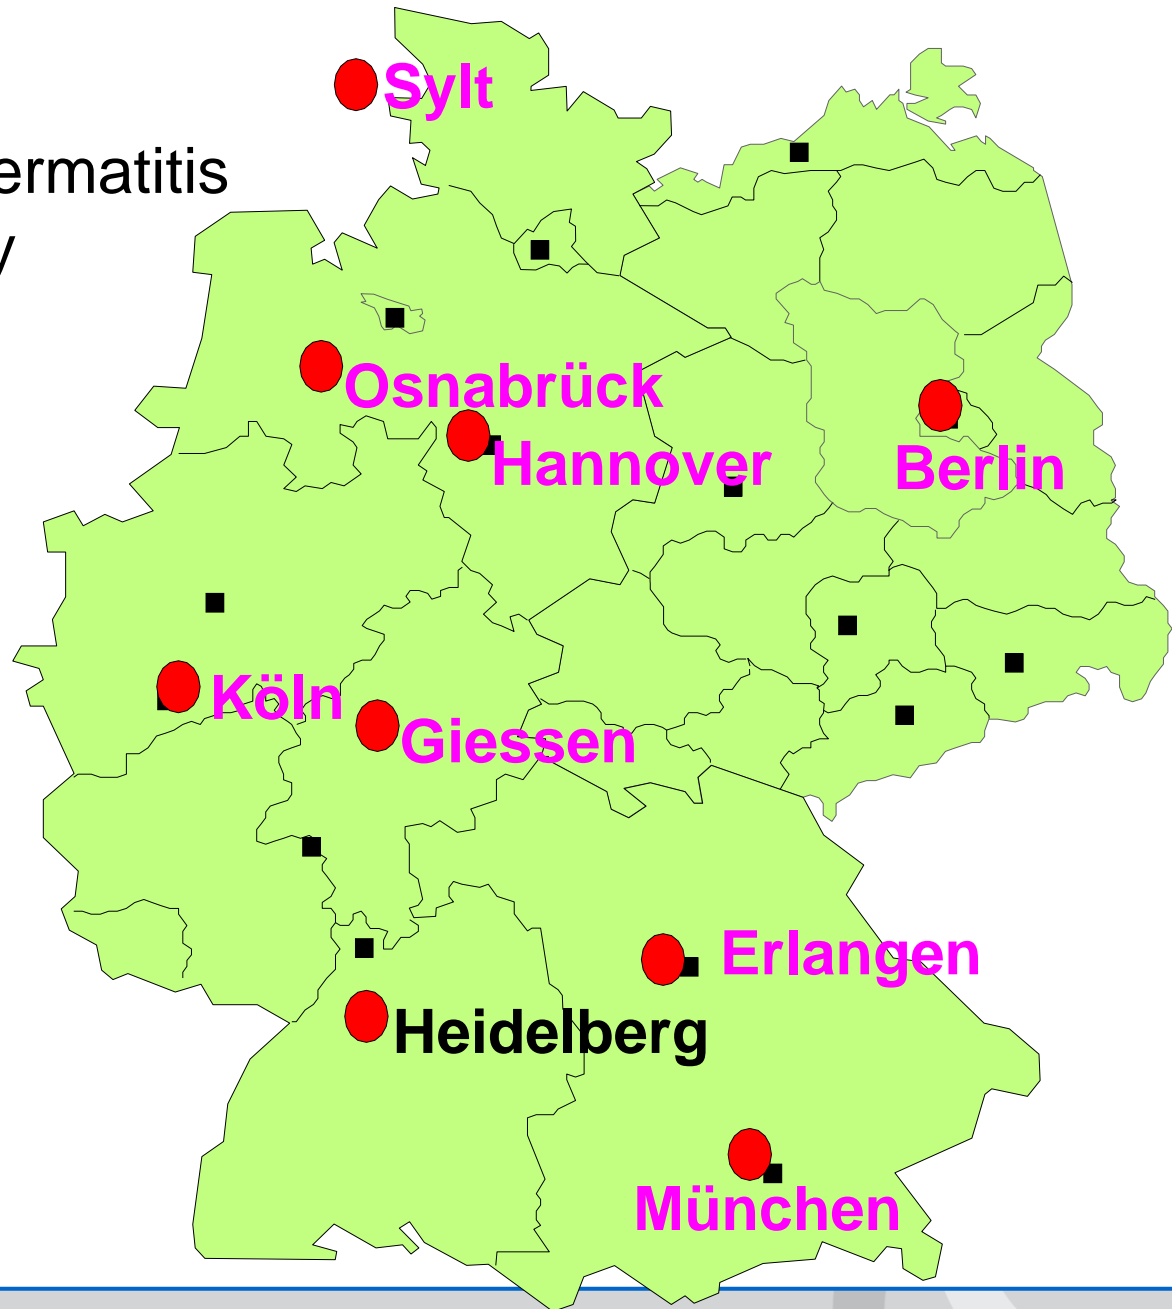 Sylt
ermatitis
Osnabrück
Hannover
Berlin
Köln
Giessen
Erlangen
Heidelberg
München